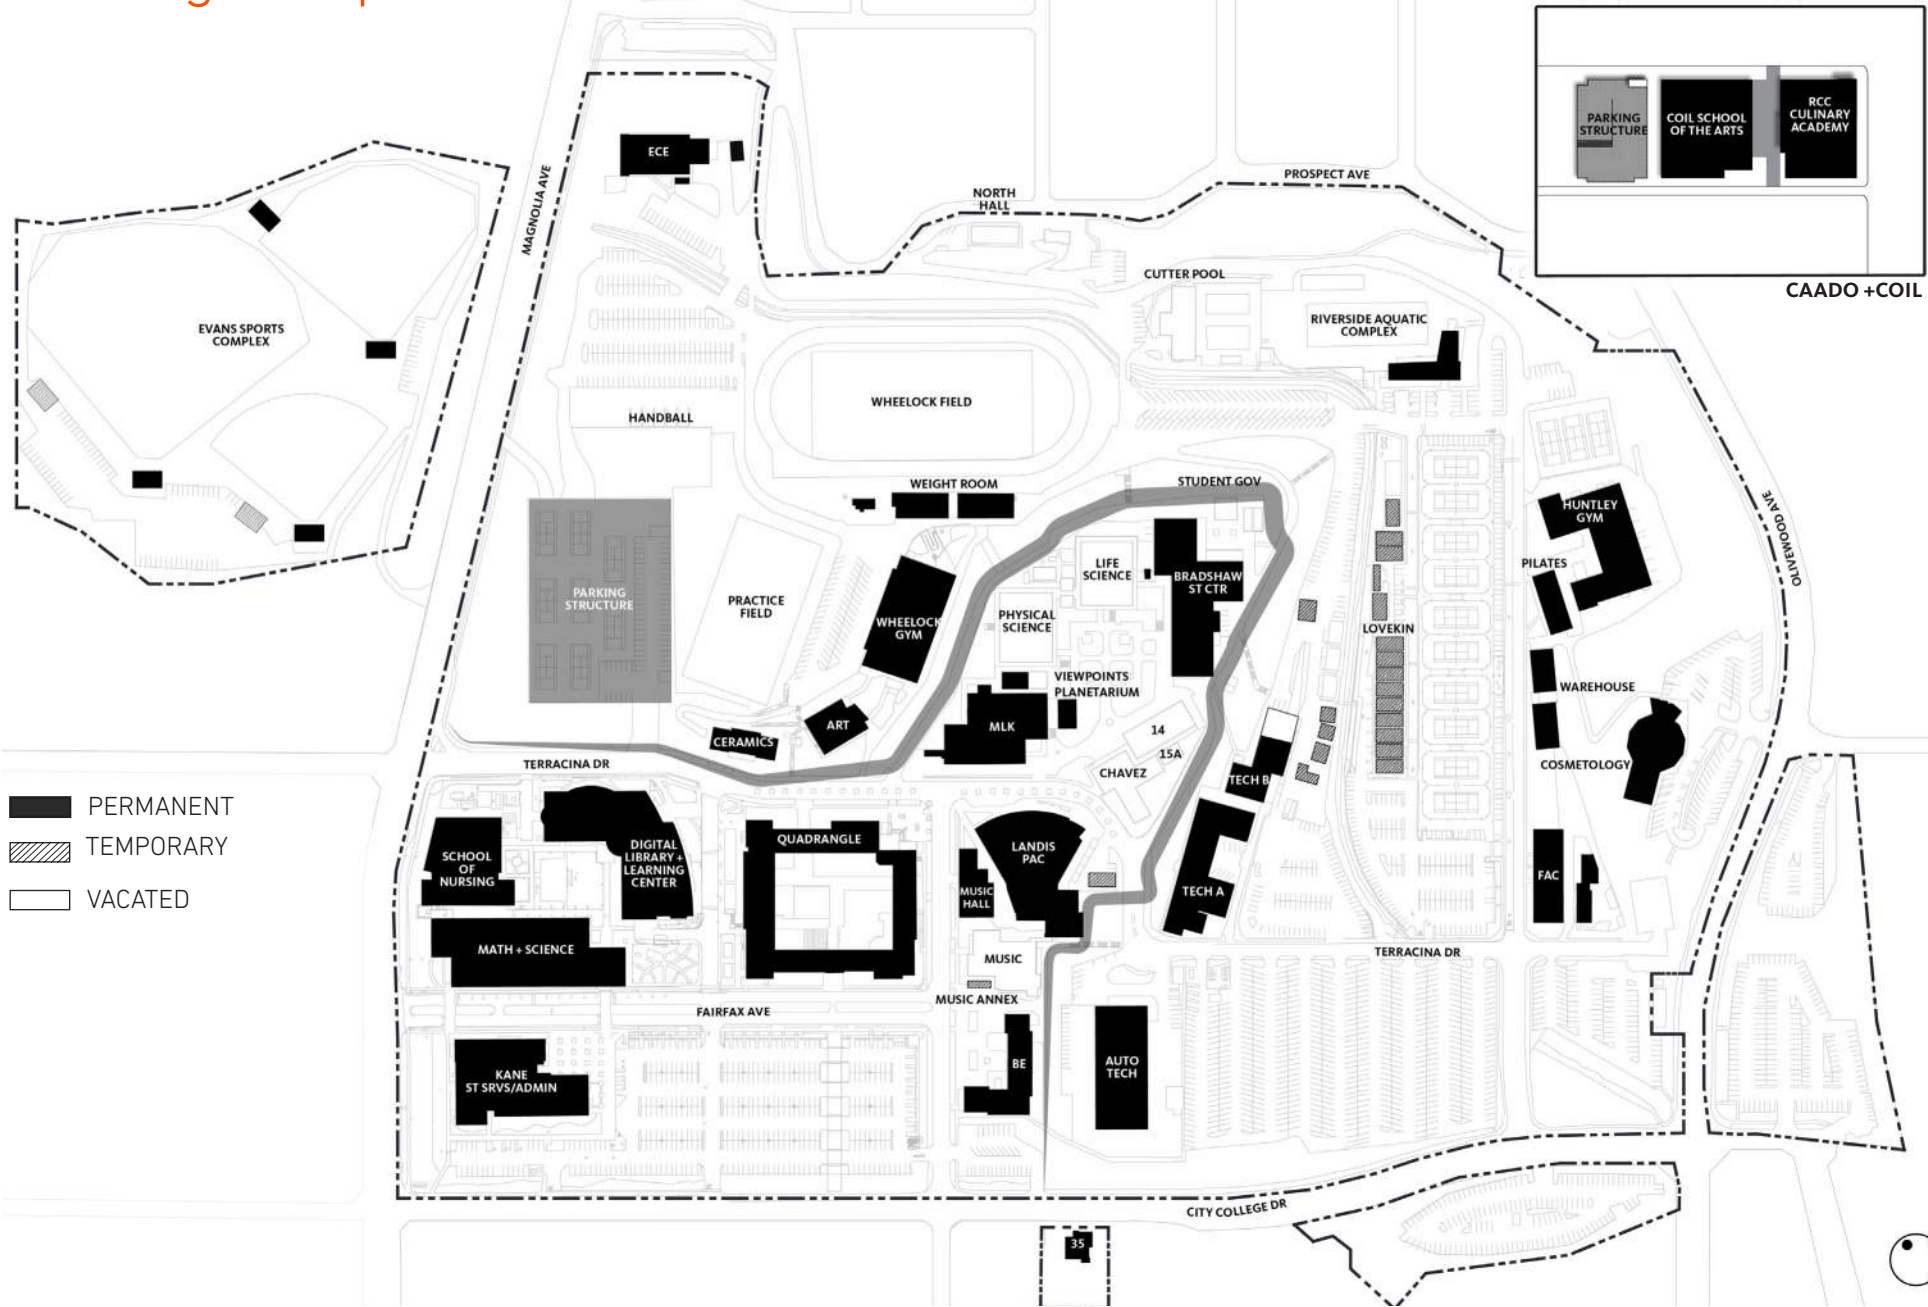 PARKING
STRUCTURE
COIL SCHOOL
OF THE ARTS
RCC
CULINARY
ACADEMY
CAADO +COIL
ECE
MAGNOLIA AVE
NORTH
HALL
PROSPECT AVE
CUTTER POOL
RIVERSIDE AQUATIC
COMPLEX
EVANS SPORTS
COMPLEX
WHEELOCK FIELD
HANDBALL
WEIGHT ROOM
STUDENT GOV
HUNTLEY
GYM
OLIVEWOOD AVE
PILATES
LIFE
SCIENCE
BRADSHAW
ST CTR
PARKING
STRUCTURE
PRACTICE
FIELD
WHEELOCK
GYM
PHYSICAL
SCIENCE
LOVEKIN
VIEWPOINTS
PLANETARIUM
WAREHOUSE
ART
MLK
14
15A
CERAMICS
CHAVEZ
TECH B
COSMETOLOGY
TERRACINA DR
PERMANENT
TEMPORARY
VACATED
SCHOOL
OF
NURSING
DIGITAL
LIBRARY +
LEARNING
CENTER
QUADRANGLE
LANDIS
PAC
MUSIC
HALL
TECH A
FAC
MATH + SCIENCE
MUSIC
TERRACINA DR
MUSIC ANNEX
FAIRFAX AVE
KANE
ST SRVS/ADMIN
BE
AUTO
TECH
CITY COLLEGE DR
35